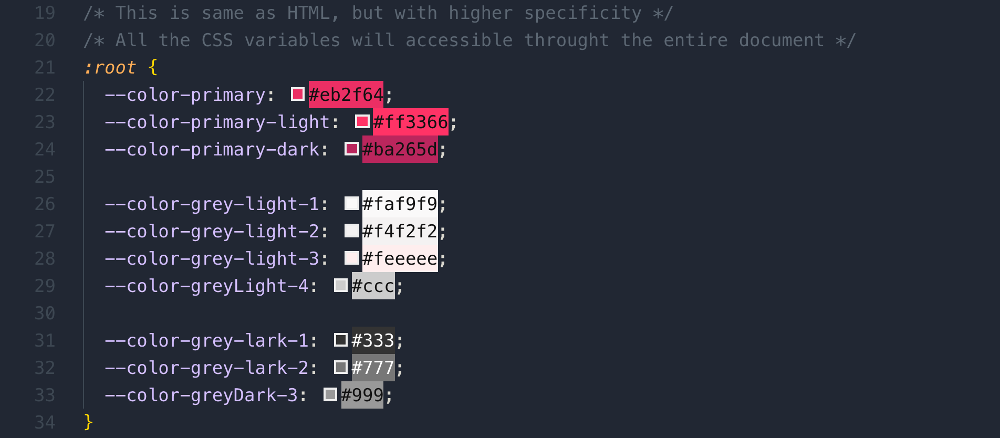 19 /* This is same as HTML, but with higher specificity */
20 /* All the CSS variables will accessible throught the entire document */
21 :root {
22 --color-primary: #eb2f64;
23 --color-primary-light: #ff3366;
24 --color-primary-dark: #ba265d;
25
26 --color-grey-light-1: #faf9f9;
27 --color-grey-light-2: #f4f2f2;
28 --color-grey-light-3: #feeeee;
29 --color-greyLight-4: #ccc;
30
31 --color-grey-lark-1: #333;
32 --color-grey-lark-2: #777;
33 --color-greyDark-3: #999;
34 }